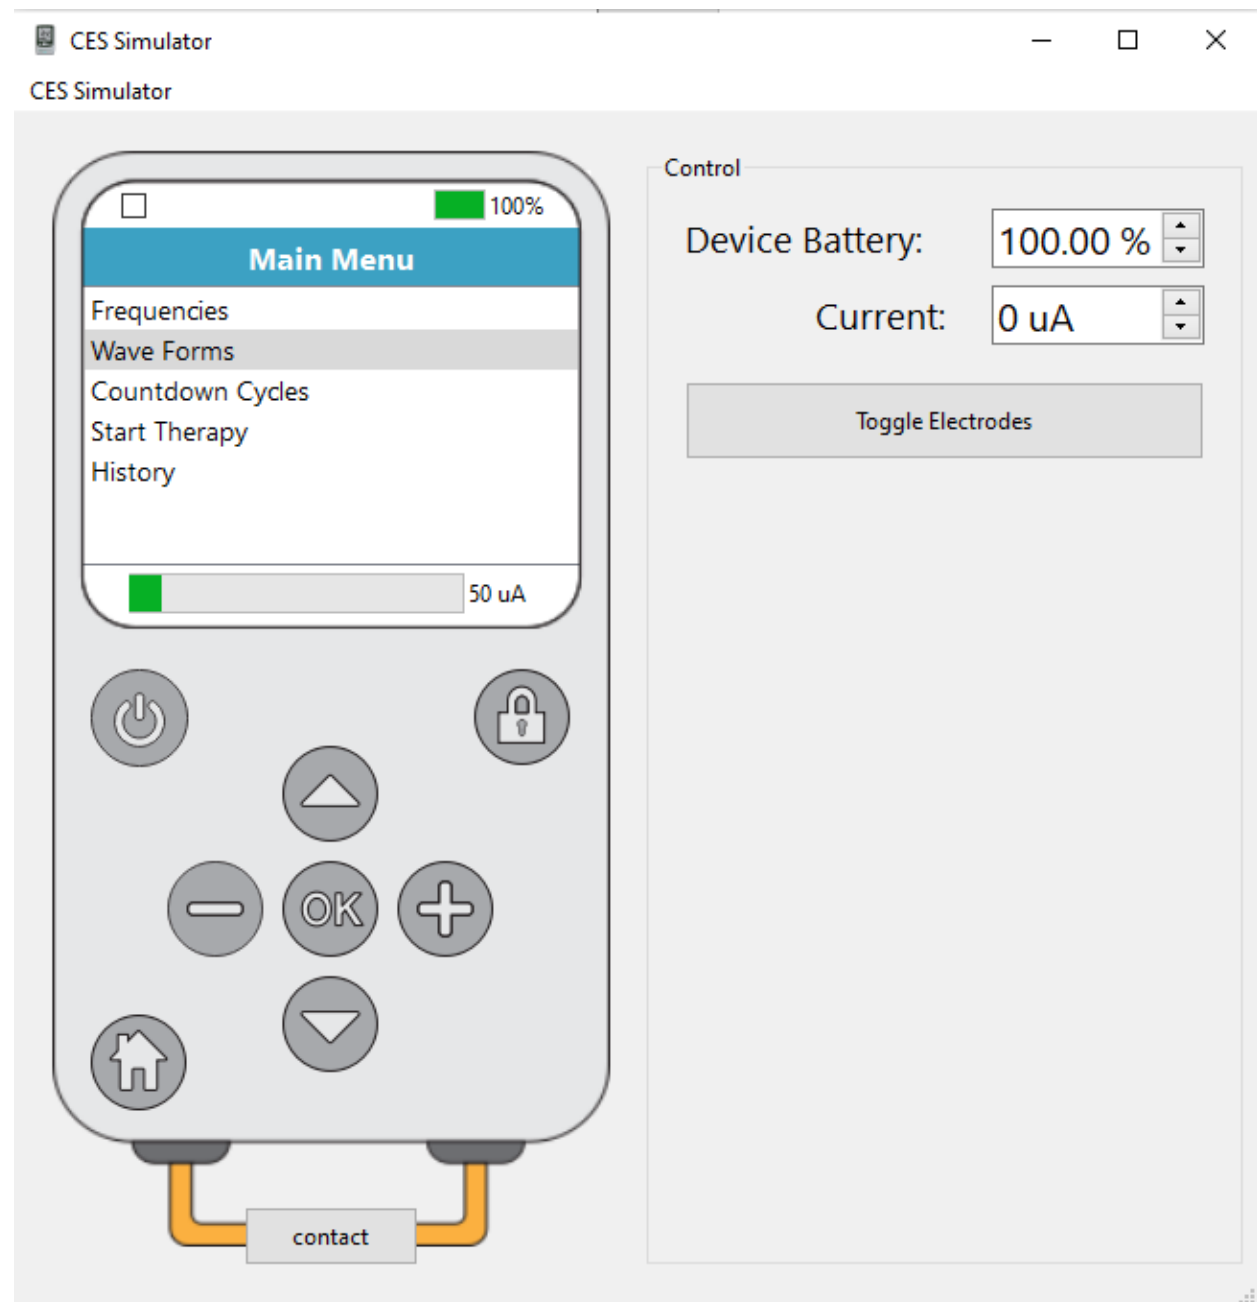 CES Simulator
CES Simulator
100%
Main Menu
Frequencies
Wave Forms
Countdown Cycles
Start Therapy
History
50 uA
OK
contact
Control
Device Battery: 100.00 %
Current: 0 uA
Toggle Electrodes